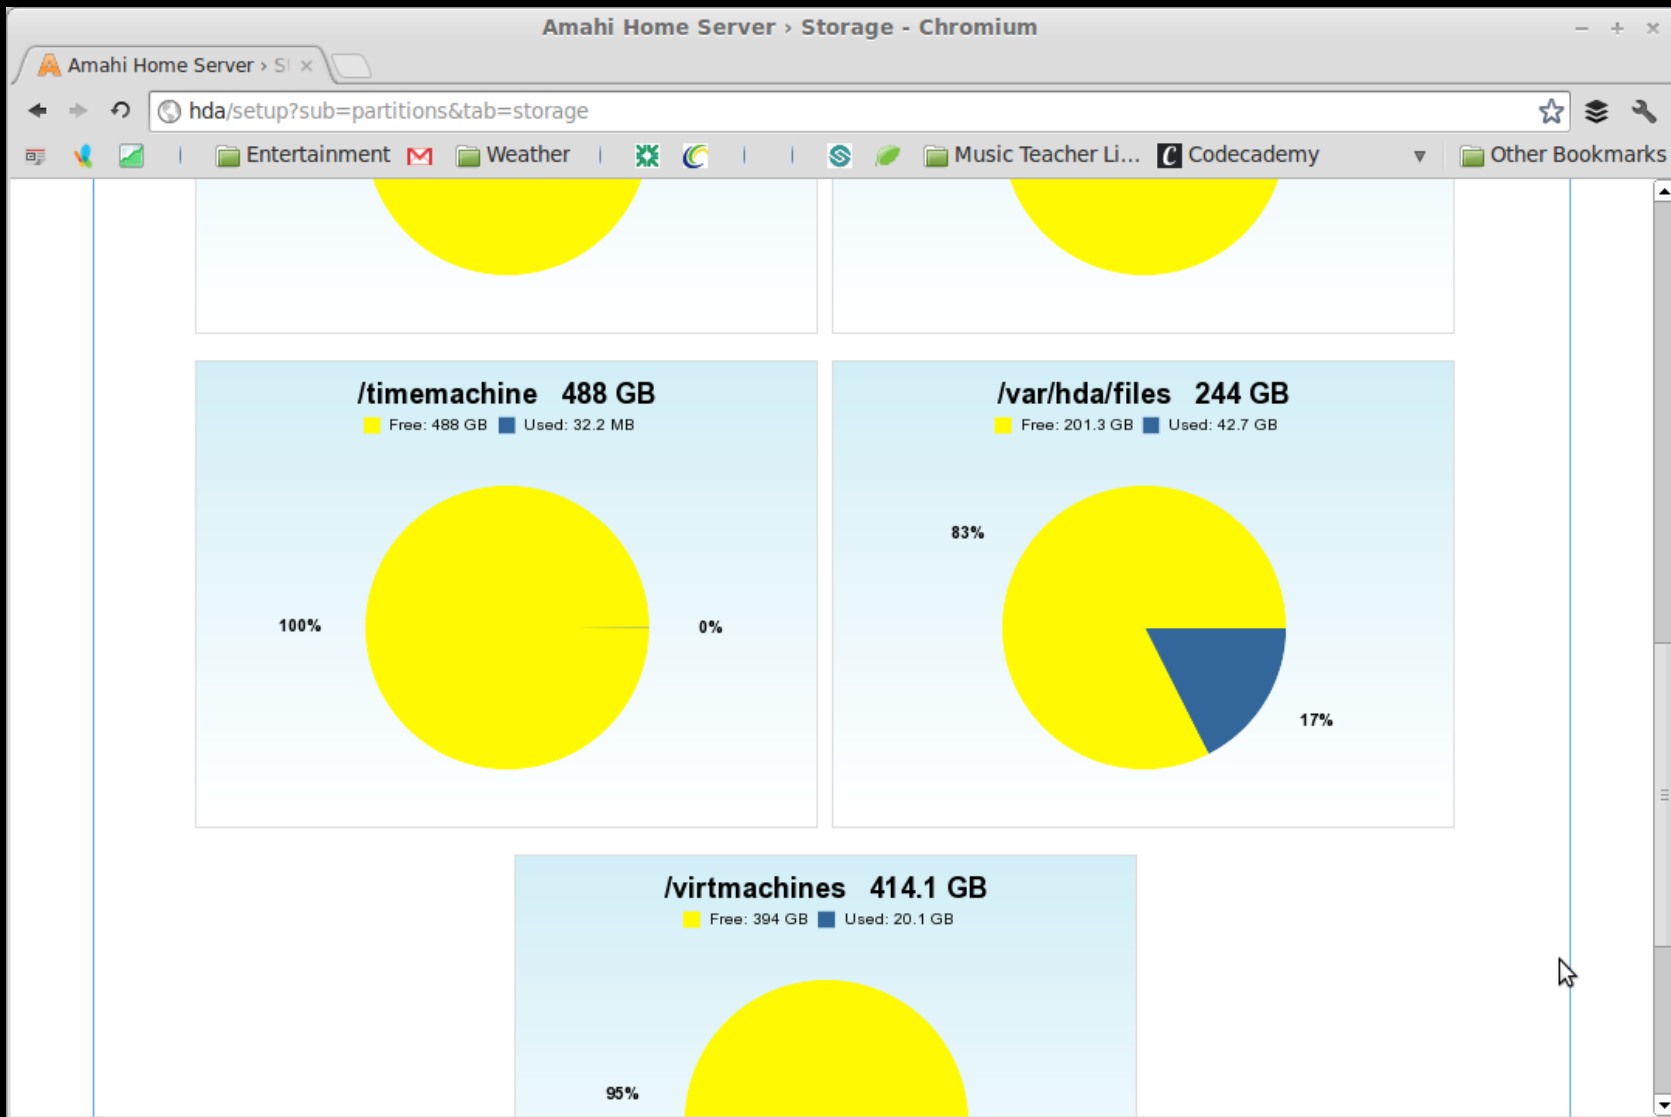 Amahi Home Server › Storage - Chromium
Amahi Home Server › S
hda/setup?sub=partitions&tab=storage
Entertainment Weather Music Teacher Li... Codecademy Other Bookmarks
/timemachine 488 GB
Free: 488 GB Used: 32.2 MB
100%
0%
/var/hda/files 244 GB
Free: 201.3 GB Used: 42.7 GB
83%
17%
/virtmachines 414.1 GB
Free: 394 GB Used: 20.1 GB
95%